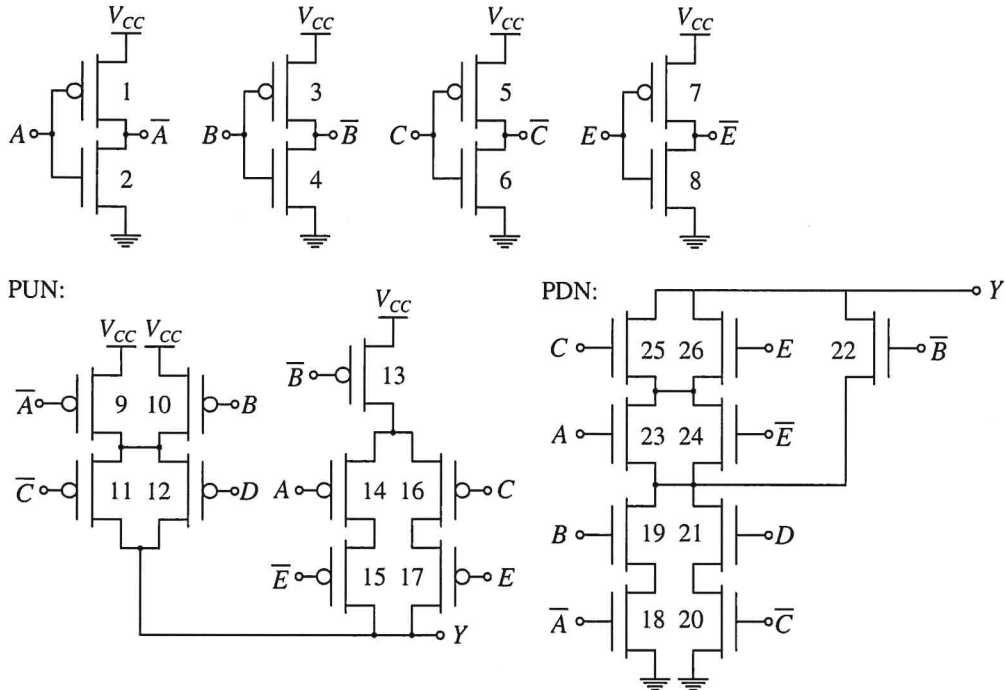 V_CC V_CC V_CC V_CC
1 3 5 7
A A̅ B B̅ C C̅ E E̅
2 4 6 8
PUN: PDN:
V_CC V_CC V_CC
Y
B̅ 13
C 25 26 E 22 B̅
A̅ 9 10 B
A 23 24 E̅
C̅ 11 12 D
A 14 16 C
B 19 21 D
E̅ 15 17 E
A̅ 18 20 C̅
Y